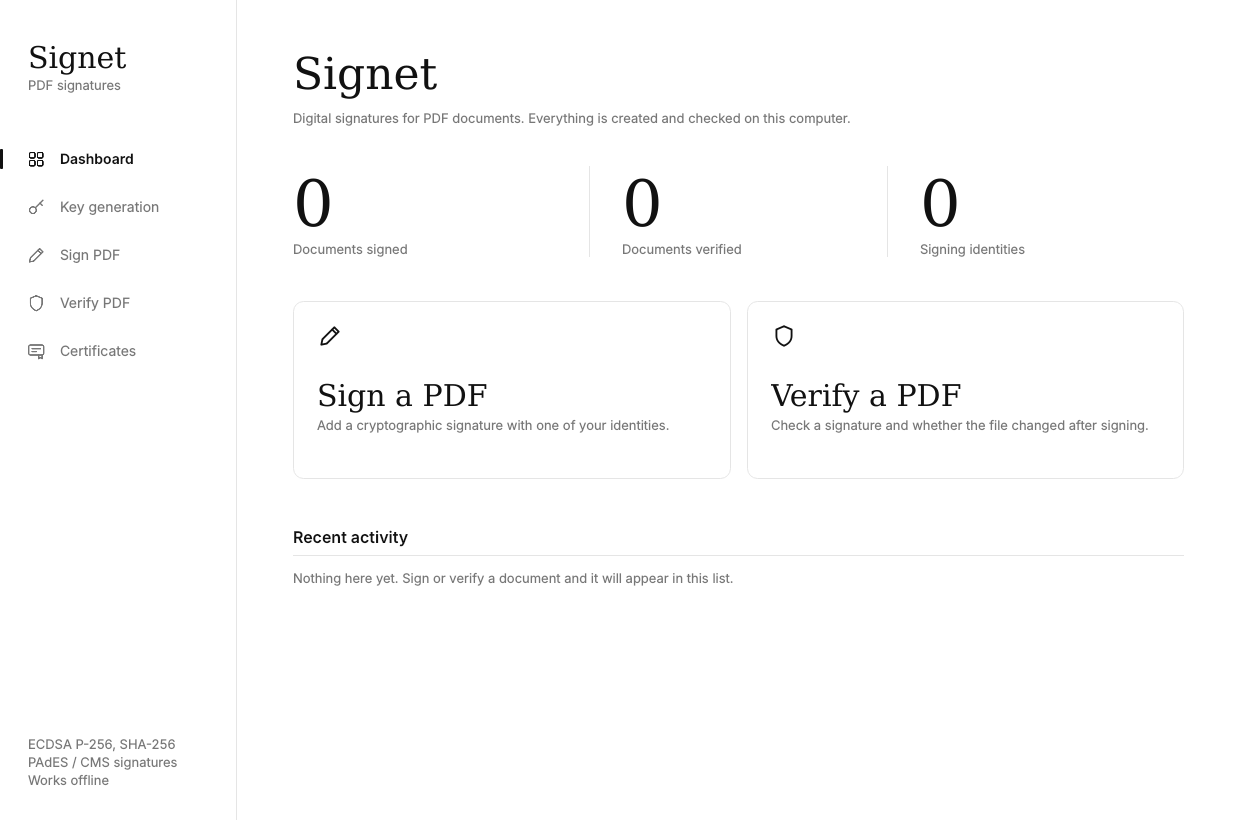 Signet
PDF signatures
Dashboard
Key generation
Sign PDF
Verify PDF
Certificates
ECDSA P-256, SHA-256
PAdES / CMS signatures
Works offline
Signet
Digital signatures for PDF documents. Everything is created and checked on this computer.
0
Documents signed
0
Documents verified
0
Signing identities
Sign a PDF
Add a cryptographic signature with one of your identities.
Verify a PDF
Check a signature and whether the file changed after signing.
Recent activity
Nothing here yet. Sign or verify a document and it will appear in this list.